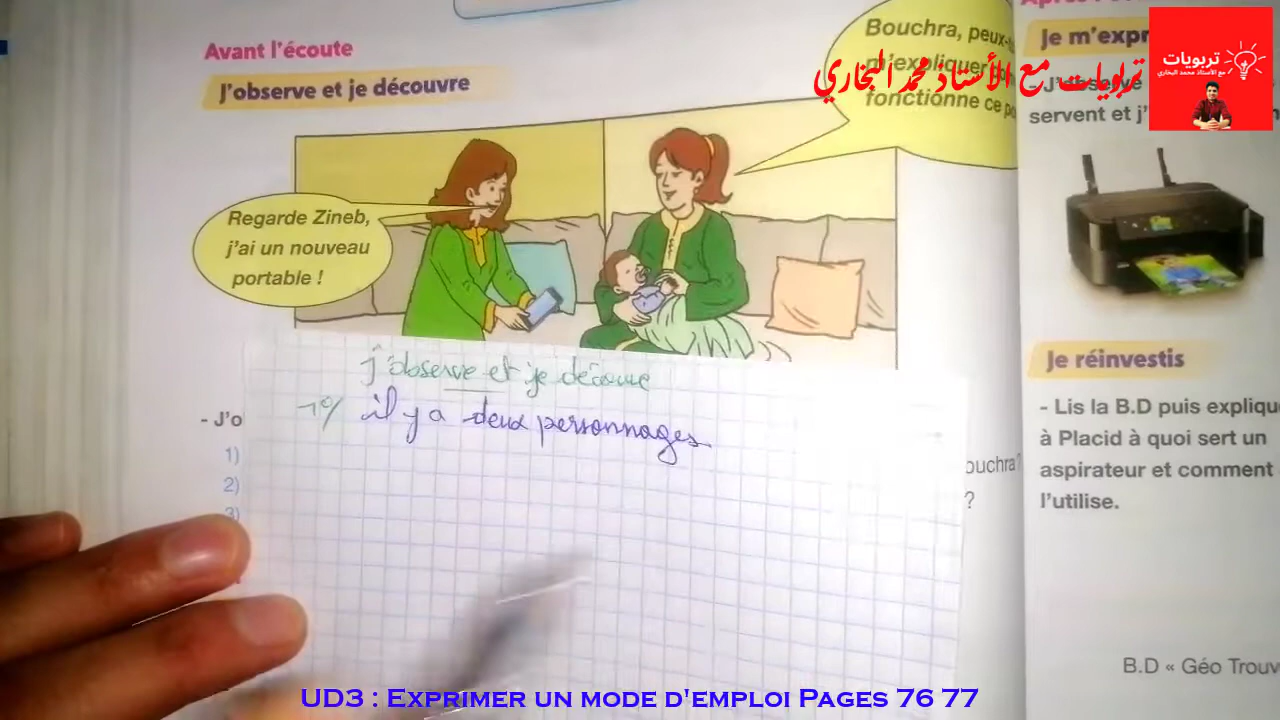 Avant l'écoute
J'observe et je découvre
Bouchra, peux-
m'expliquer
fonctionne ce
Regarde Zineb,
j'ai un nouveau
portable !
تربويات مع الأستاذ محمد البخاري
تربويات
مع الأستاذ محمد البخاري
Je m'expr
J'observe
servent et j'
j'observe et je découvre
1°/ il y a deux personnages
- J'o
1)
2)
3)
ouchra?
?
Je réinvestis
- Lis la B.D puis explique
à Placid à quoi sert un
aspirateur et comment
l'utilise.
B.D « Géo Trouv
UD3 : Exprimer un mode d'emploi Pages 76 77